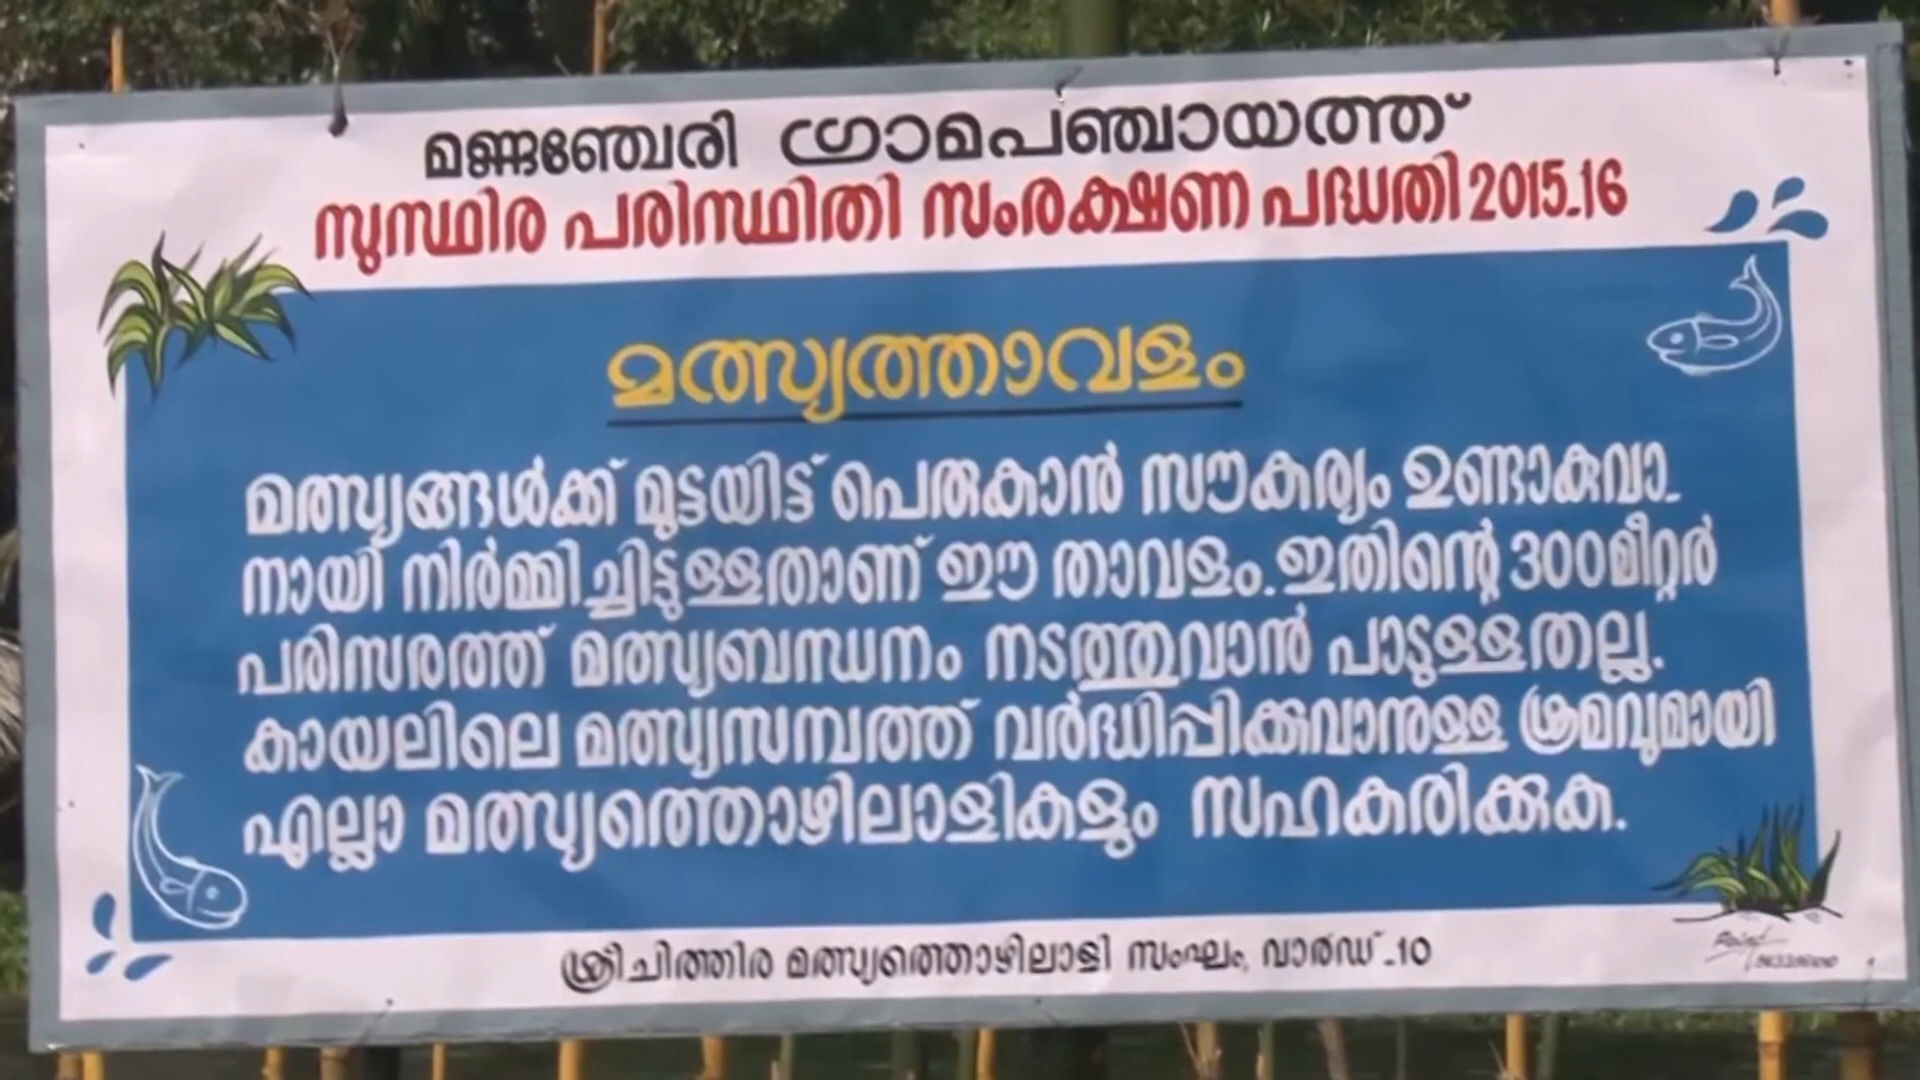 മണ്ണഞ്ചേരി ഗ്രാമപഞ്ചായത്ത്
സുസ്ഥിര പരിസ്ഥിതി സംരക്ഷണ പദ്ധതി 2015-16
മത്സ്യത്താവളം
മത്സ്യങ്ങൾക്ക് മുട്ടയിട്ട് പെരുകാൻ സൗകര്യം ഉണ്ടാകുവാ-
നായി നിർമ്മിച്ചിട്ടുള്ളതാണ് ഈ താവളം. ഇതിന്റെ 300മീറ്റർ
പരിസരത്ത് മത്സ്യബന്ധനം നടത്തുവാൻ പാടുള്ളതല്ല.
കായലിലെ മത്സ്യസമ്പത്ത് വർദ്ധിപ്പിക്കുവാനുള്ള ശ്രമവുമായി
എല്ലാ മത്സ്യത്തൊഴിലാളികളും സഹകരിക്കുക.
ശ്രീചിത്തിര മത്സ്യത്തൊഴിലാളി സംഘം, വാർഡ് -10